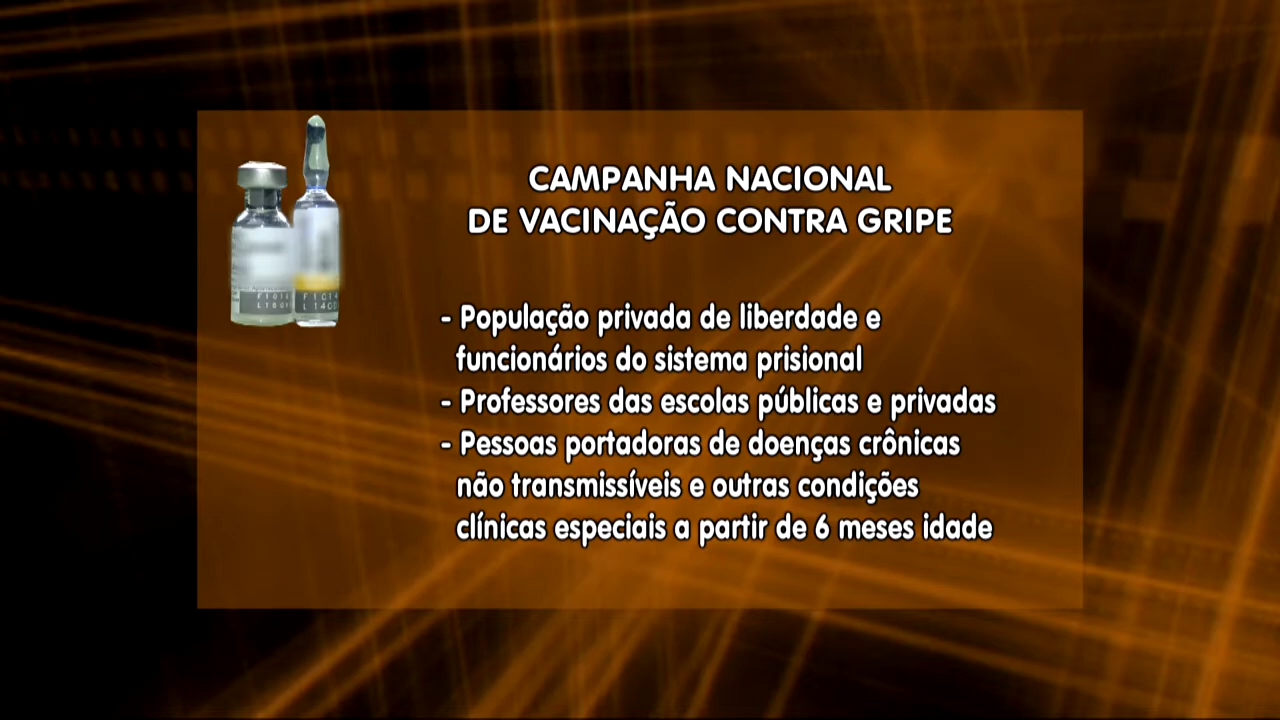 CAMPANHA NACIONAL
DE VACINAÇÃO CONTRA GRIPE
- População privada de liberdade e
funcionários do sistema prisional
- Professores das escolas públicas e privadas
- Pessoas portadoras de doenças crônicas
não transmissíveis e outras condições
clínicas especiais a partir de 6 meses idade